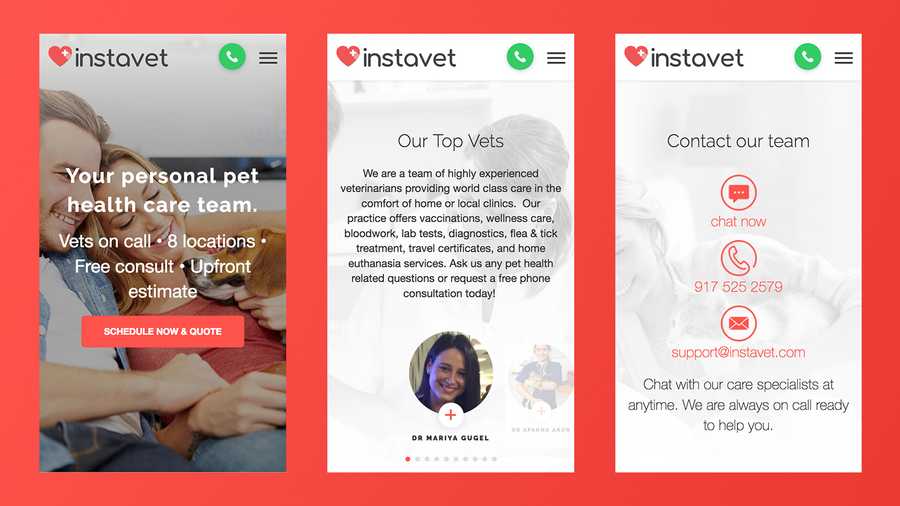 instavet
Your personal pet
health care team.
Vets on call • 8 locations •
Free consult • Upfront
estimate
SCHEDULE NOW & QUOTE
instavet
Our Top Vets
We are a team of highly experienced
veterinarians providing world class care in the
comfort of home or local clinics. Our
practice offers vaccinations, wellness care,
bloodwork, lab tests, diagnostics, flea & tick
treatment, travel certificates, and home
euthanasia services. Ask us any pet health
related questions or request a free phone
consultation today!
DR MARIYA GUGEL
instavet
Contact our team
chat now
917 525 2579
support@instavet.com
Chat with our care specialists at
anytime. We are always on call ready
to help you.